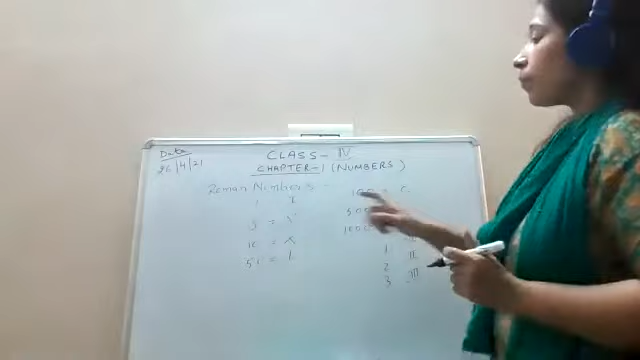 Date
26/4/21
CLASS - IV
CHAPTER-1 (NUMBERS)
Roman Numbers -
1 I
5 = V
10 = X
50 = L
100 = C
500
1000
1
2 II
3 III